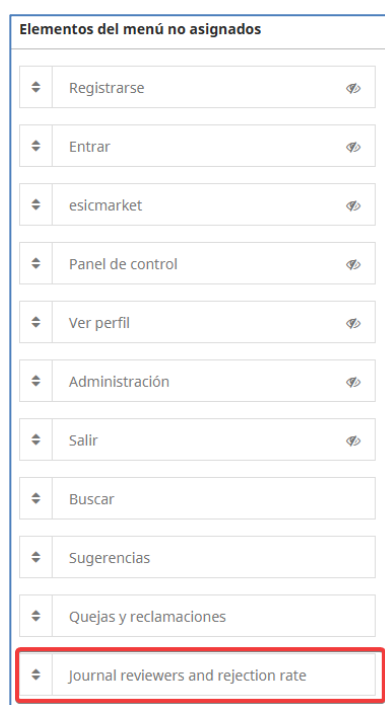 Elementos del menú no asignados
Registrarse
Entrar
esicmarket
Panel de control
Ver perfil
Administración
Salir
Buscar
Sugerencias
Quejas y reclamaciones
Journal reviewers and rejection rate